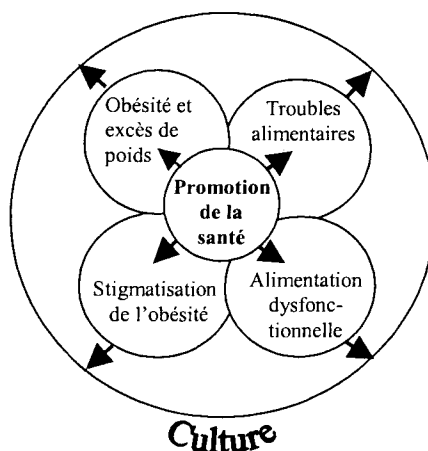 Obésité et
excès de
poids
Troubles
alimentaires
Promotion
de la
santé
Stigmatisation
de l'obésité
Alimentation
dysfonc-
tionnelle
Culture